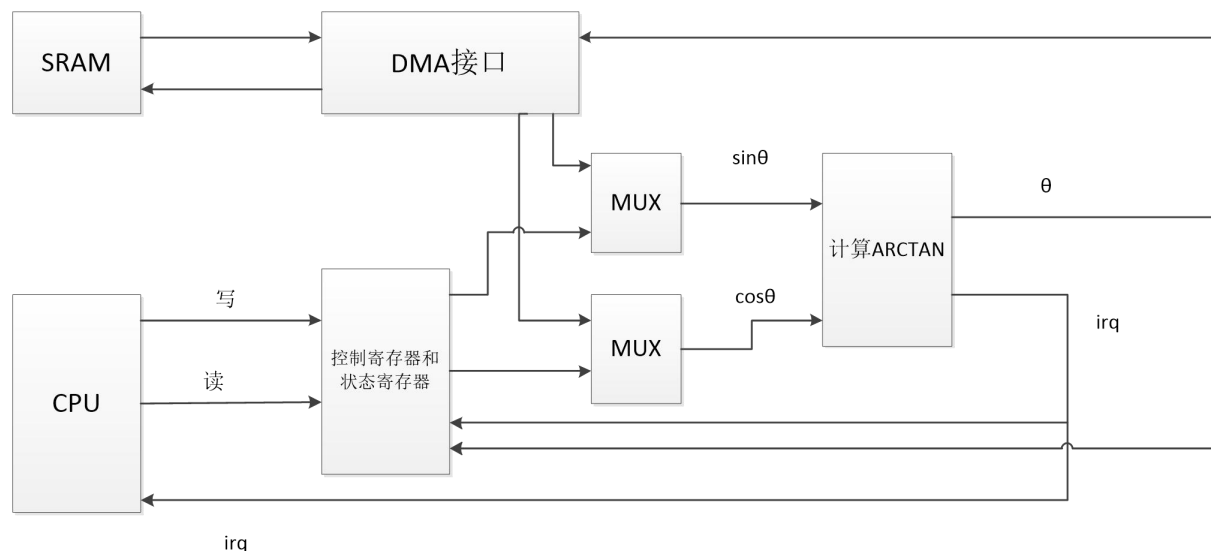 SRAM
DMA接口
sinθ
MUX
θ
计算ARCTAN
写
cosθ
irq
MUX
控制寄存器和
状态寄存器
读
CPU
irq